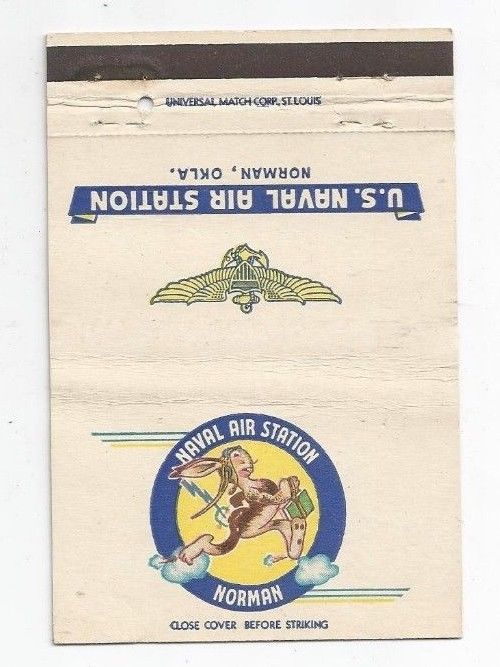 UNIVERSAL MATCH CORP., ST. LOUIS
U.S. NAVAL AIR STATION
NORMAN, OKLA.
NAVAL AIR STATION
NORMAN
CLOSE COVER BEFORE STRIKING